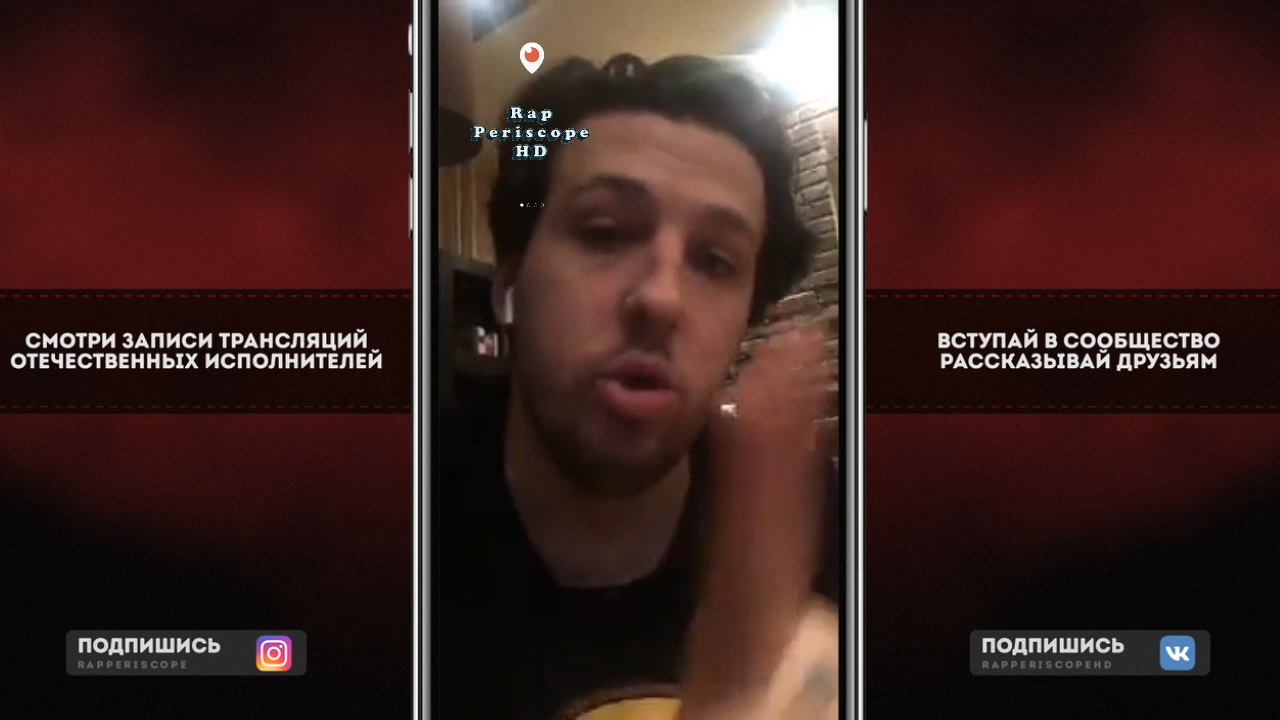 Rap
Periscope
HD
СМОТРИ ЗАПИСИ ТРАНСЛЯЦИЙ
ОТЕЧЕСТВЕННЫХ ИСПОЛНИТЕЛЕЙ
ВСТУПАЙ В СООБЩЕСТВО
РАССКАЗЫВАЙ ДРУЗЬЯМ
ПОДПИШИСЬ
RAPPERISCOPE
ПОДПИШИСЬ
RAPPERISCOPEHD